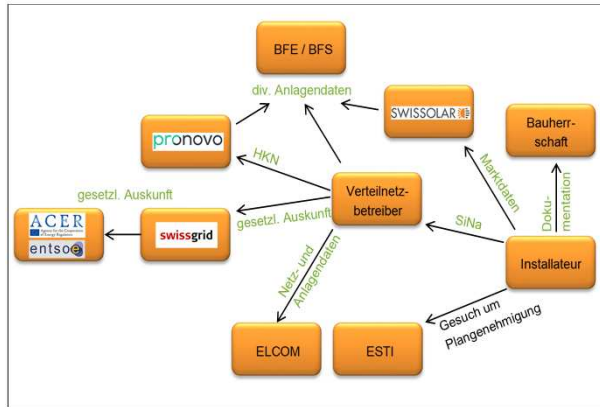 BFE / BFS
div. Anlagendaten
SWISSOLAR
Bauherr-
schaft
pronovo
HKN
Marktdaten
Doku-
mentation
gesetzl. Auskunft
Verteilnetz-
betreiber
SiNa
ACER
entsoe
swissgrid
gesetzl. Auskunft
Installateur
Netz- und
Anlagendaten
Gesuch um
Plangenehmigung
ELCOM
ESTI